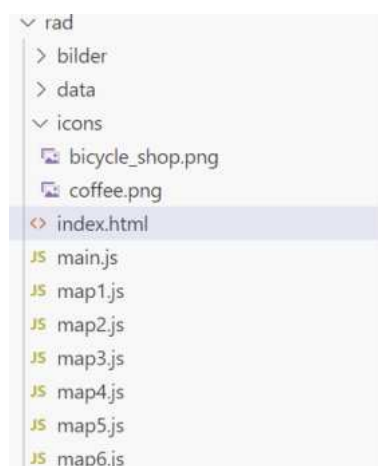 rad
bilder
data
icons
bicycle_shop.png
coffee.png
<> index.html
JS main.js
JS map1.js
JS map2.js
JS map3.js
JS map4.js
JS map5.js
JS map6.js